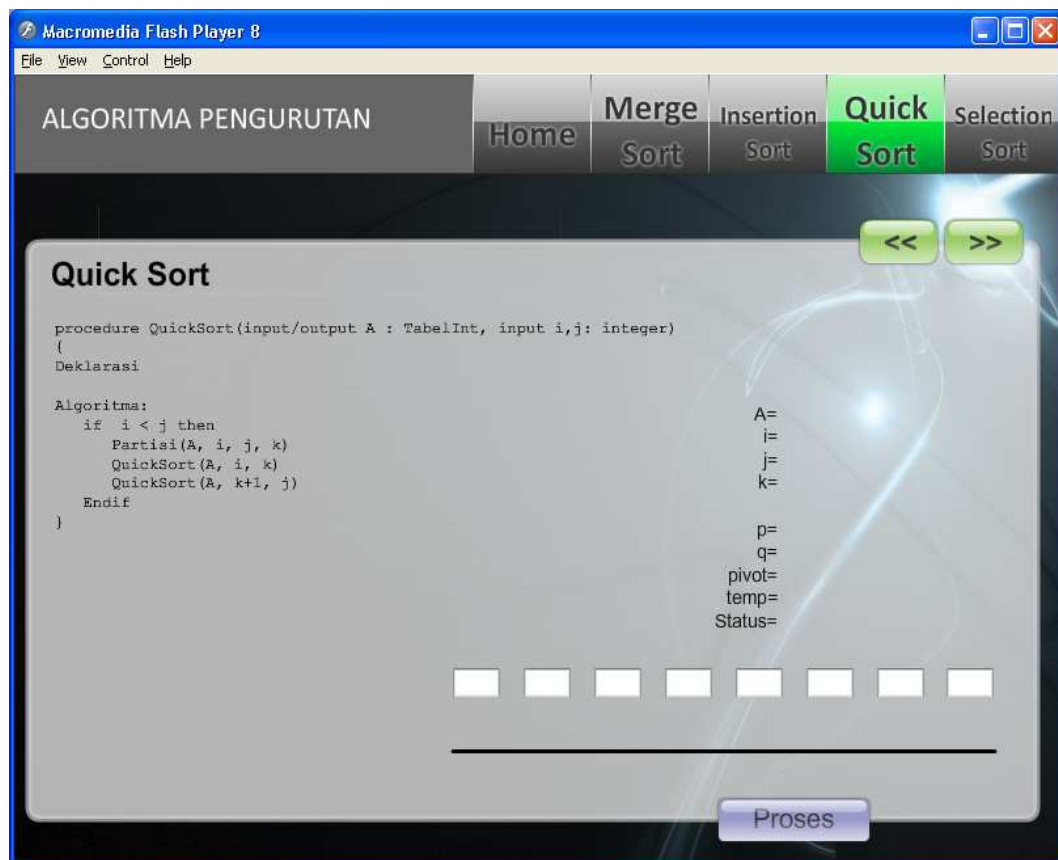 Macromedia Flash Player 8
File View Control Help
ALGORITMA PENGURUTAN
Home
Merge
Sort
Insertion
Sort
Quick
Sort
Selection
Sort
<< >>
Quick Sort
procedure QuickSort(input/output A : TabelInt, input i,j: integer)
{
Deklarasi
Algoritma:
if i < j then
Partisi(A, i, j, k)
QuickSort(A, i, k)
QuickSort(A, k+1, j)
Endif
}
A=
i=
j=
k=
p=
q=
pivot=
temp=
Status=
Proses